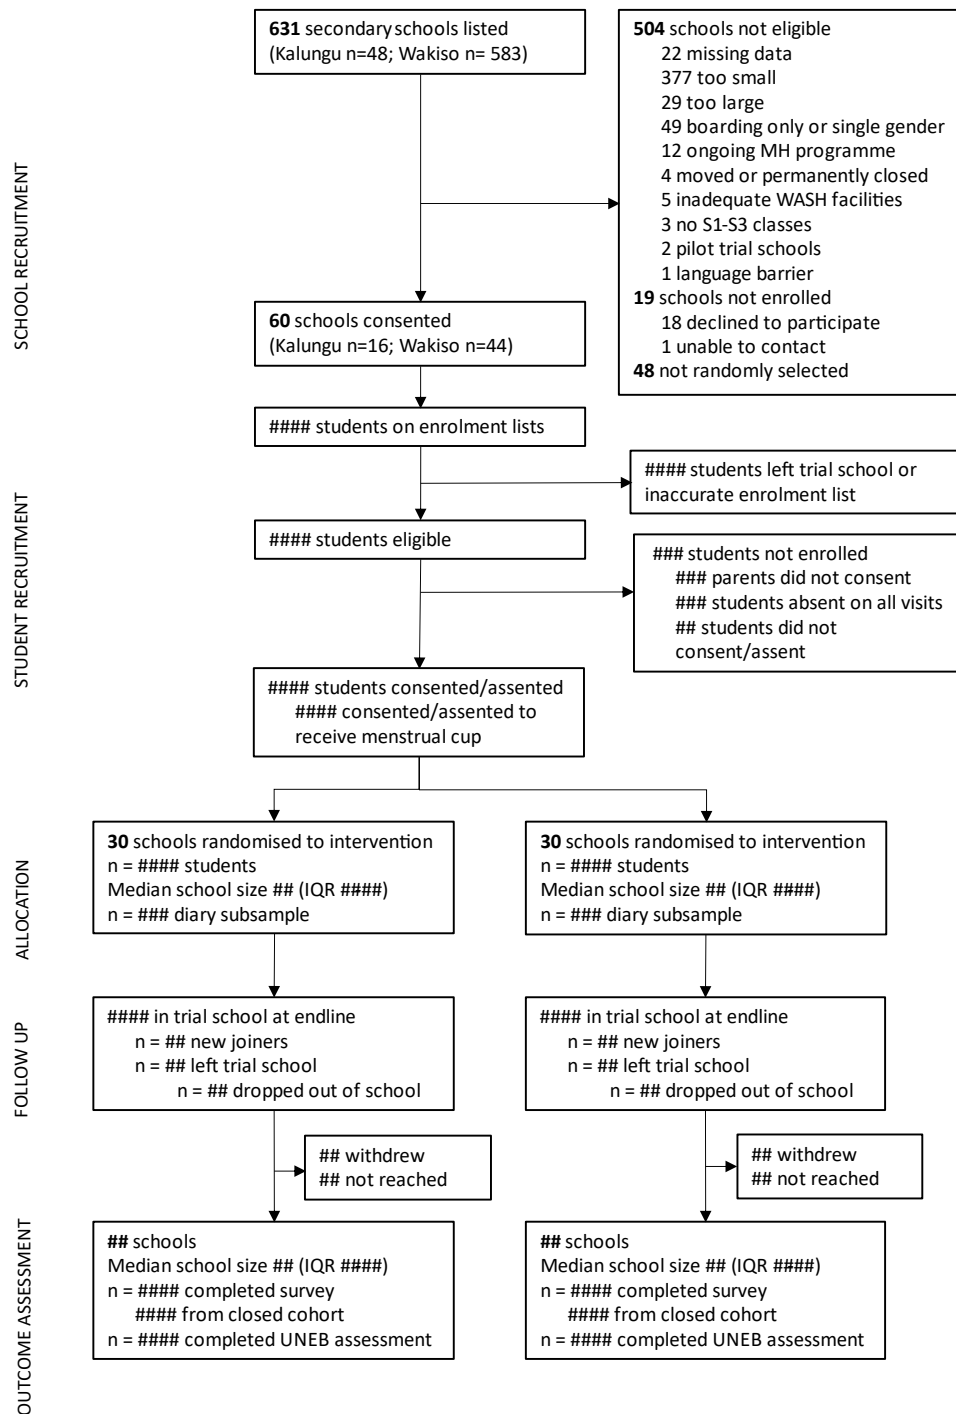 631 secondary schools listed
(Kalungu n=48; Wakiso n= 583)
504 schools not eligible
22 missing data
377 too small
29 too large
49 boarding only or single gender
12 ongoing MH programme
4 moved or permanently closed
5 inadequate WASH facilities
3 no S1-S3 classes
2 pilot trial schools
1 language barrier
19 schools not enrolled
18 declined to participate
1 unable to contact
48 not randomly selected
SCHOOL RECRUITMENT
60 schools consented
(Kalungu n=16; Wakiso n=44)
#### students on enrolment lists
#### students left trial school or
inaccurate enrolment list
STUDENT RECRUITMENT
#### students eligible
### students not enrolled
### parents did not consent
### students absent on all visits
## students did not
consent/assent
#### students consented/assented
#### consented/assented to
receive menstrual cup
ALLOCATION
30 schools randomised to intervention
n = #### students
Median school size ## (IQR ####)
n = ### diary subsample
30 schools randomised to intervention
n = #### students
Median school size ## (IQR ####)
n = ### diary subsample
FOLLOW UP
#### in trial school at endline
n = ## new joiners
n = ## left trial school
n = ## dropped out of school
#### in trial school at endline
n = ## new joiners
n = ## left trial school
n = ## dropped out of school
## withdrew
## not reached
## withdrew
## not reached
OUTCOME ASSESSMENT
## schools
Median school size ## (IQR ####)
n = #### completed survey
#### from closed cohort
n = #### completed UNEB assessment
## schools
Median school size ## (IQR ####)
n = #### completed survey
#### from closed cohort
n = #### completed UNEB assessment